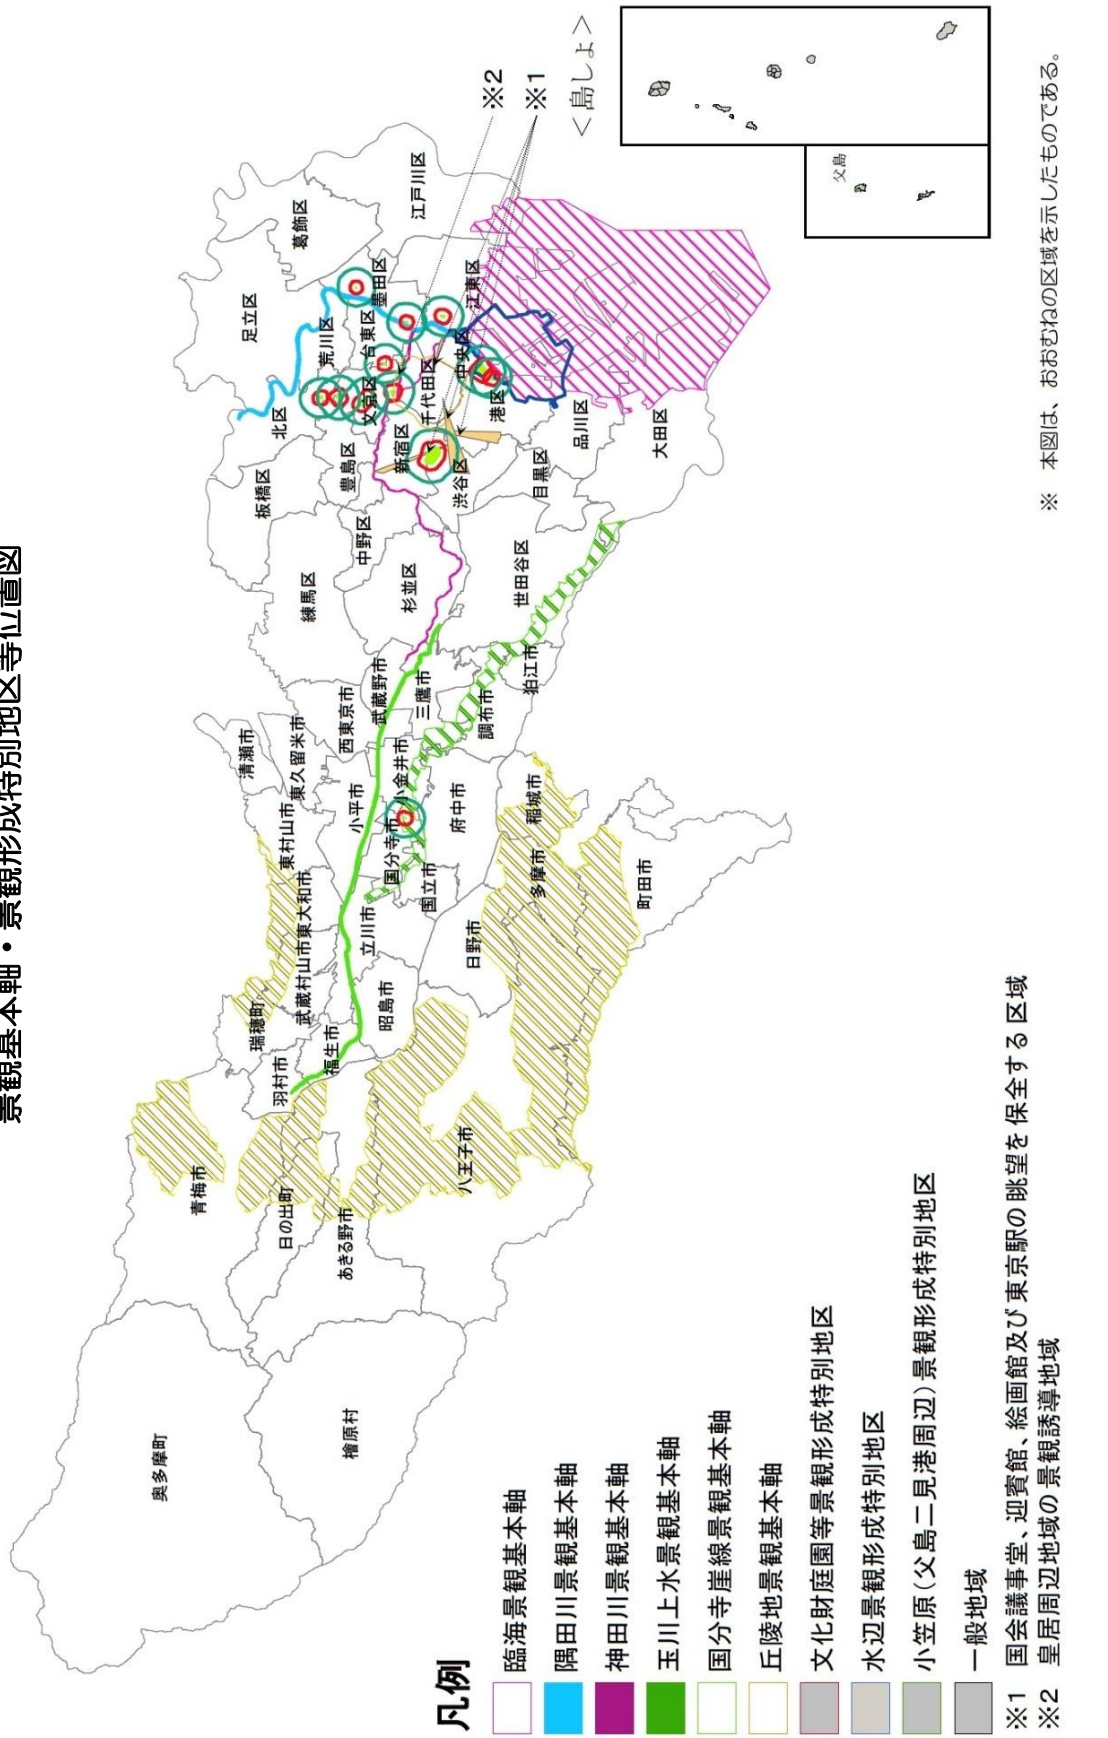 景観基本軸・景観形成特別地区等位置図
奥多摩町
檜原村
青梅市
日の出町
あきる野市
八王子市
羽村市
瑞穂町
福生市
昭島市
武蔵村山市
東大和市
立川市
日野市
東村山市
国分寺市
国立市
小平市
小金井市
府中市
多摩市
稲城市
町田市
清瀬市
東久留米市
西東京市
武蔵野市
三鷹市
調布市
狛江市
練馬区
杉並区
世田谷区
中野区
板橋区
豊島区
新宿区
渋谷区
目黒区
北区
文京区
千代田区
港区
品川区
大田区
足立区
荒川区
台東区
中央区
墨田区
江東区
葛飾区
江戸川区
※2
※1
<島しょ>
父島
凡例
臨海景観基本軸
隅田川景観基本軸
神田川景観基本軸
玉川上水景観基本軸
国分寺崖線景観基本軸
丘陵地景観基本軸
文化財庭園等景観形成特別地区
水辺景観形成特別地区
小笠原(父島二見港周辺)景観形成特別地区
一般地域
※1 国会議事堂、迎賓館、絵画館及び東京駅の眺望を保全する区域
※2 皇居周辺地域の景観誘導地域
※ 本図は、おおむねの区域を示したものである。